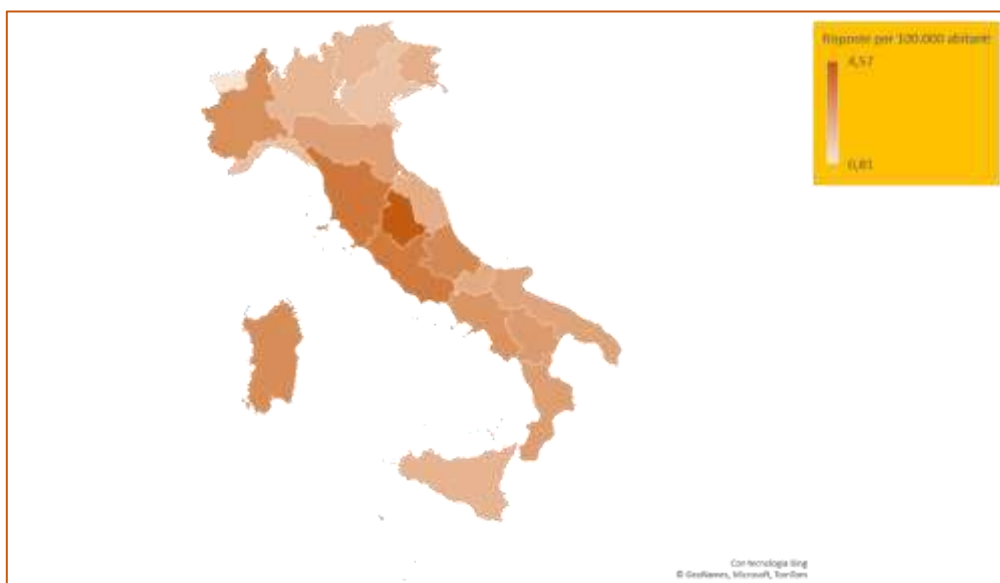 Risposte per 100.000 abitanti
4,57
0,81
Con tecnologia Bing
© GeoNames, Microsoft, TomTom